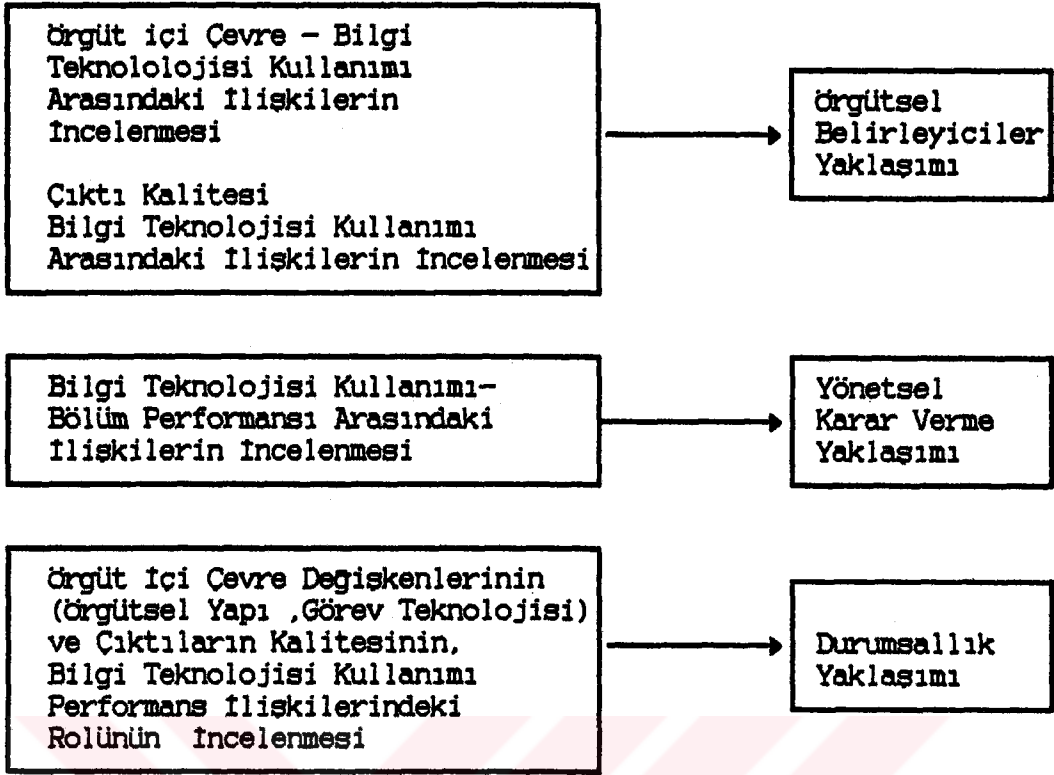 örgüt içi Çevre - Bilgi
Teknololojisi Kullanımı
Arasındaki İlişkilerin
İncelenmesi
Çıktı Kalitesi
Bilgi Teknolojisi Kullanımı
Arasındaki İlişkilerin İncelenmesi
örgütsel
Belirleyiciler
Yaklaşımı
Bilgi Teknolojisi Kullanımı-
Bölüm Performansı Arasındaki
İlişkilerin İncelenmesi
Yönetsel
Karar Verme
Yaklaşımı
örgüt İçi Çevre Değişkenlerinin
(örgütsel Yapı ,Görev Teknolojisi)
ve Çıktıların Kalitesinin,
Bilgi Teknolojisi Kullanımı
Performans İlişkilerindeki
Rolünün İncelenmesi
Durumsallık
Yaklaşımı